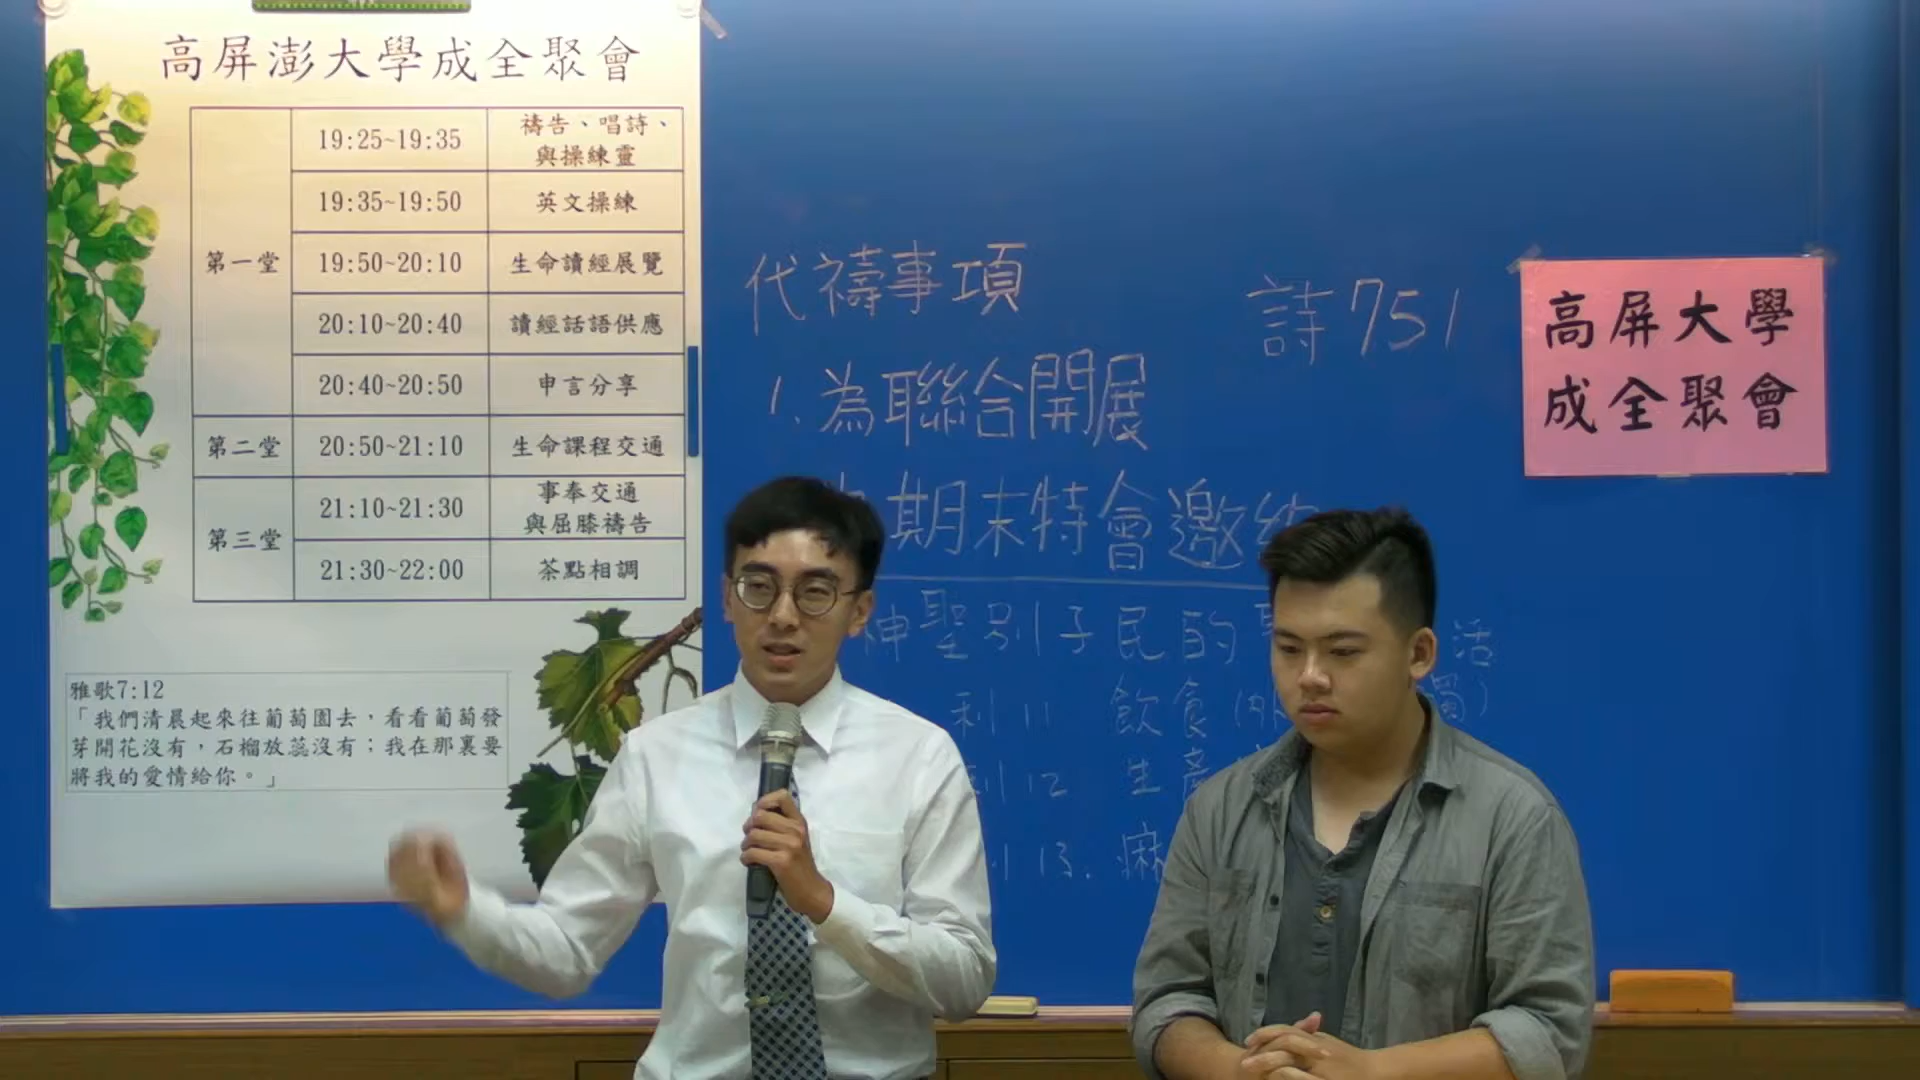 高屏澎大學成全聚會
第一堂
19:25~19:35
禱告、唱詩、
與操練靈
19:35~19:50
英文操練
19:50~20:10
生命讀經展覽
20:10~20:40
讀經話語供應
20:40~20:50
申言分享
第二堂
20:50~21:10
生命課程交通
第三堂
21:10~21:30
事奉交通
與屈膝禱告
21:30~22:00
茶點相調
雅歌7:12
「我們清晨起來往葡萄園去，看看葡萄發
芽開花沒有，石榴放蕊沒有；我在那裏要
將我的愛情給你。」
代禱事項
1.為聯合開展
期末特會邀約
神聖別子民的
活
利11 飲食
利12 生產
13. 痲
詩751
高屏大學
成全聚會